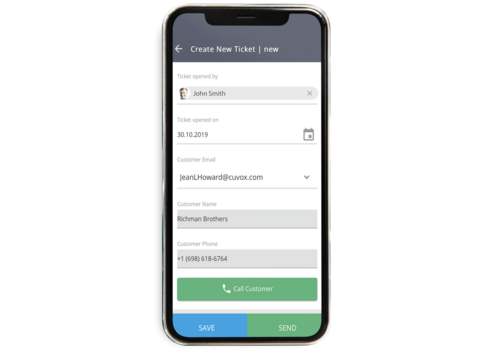 Create New Ticket | new
Ticket opened by
John Smith
Ticket opened on
30.10.2019
Customer Email
JeanLHoward@cuvox.com
Customer Name
Richman Brothers
Customer Phone
+1 (698) 618-6764
Call Customer
SAVE
SEND